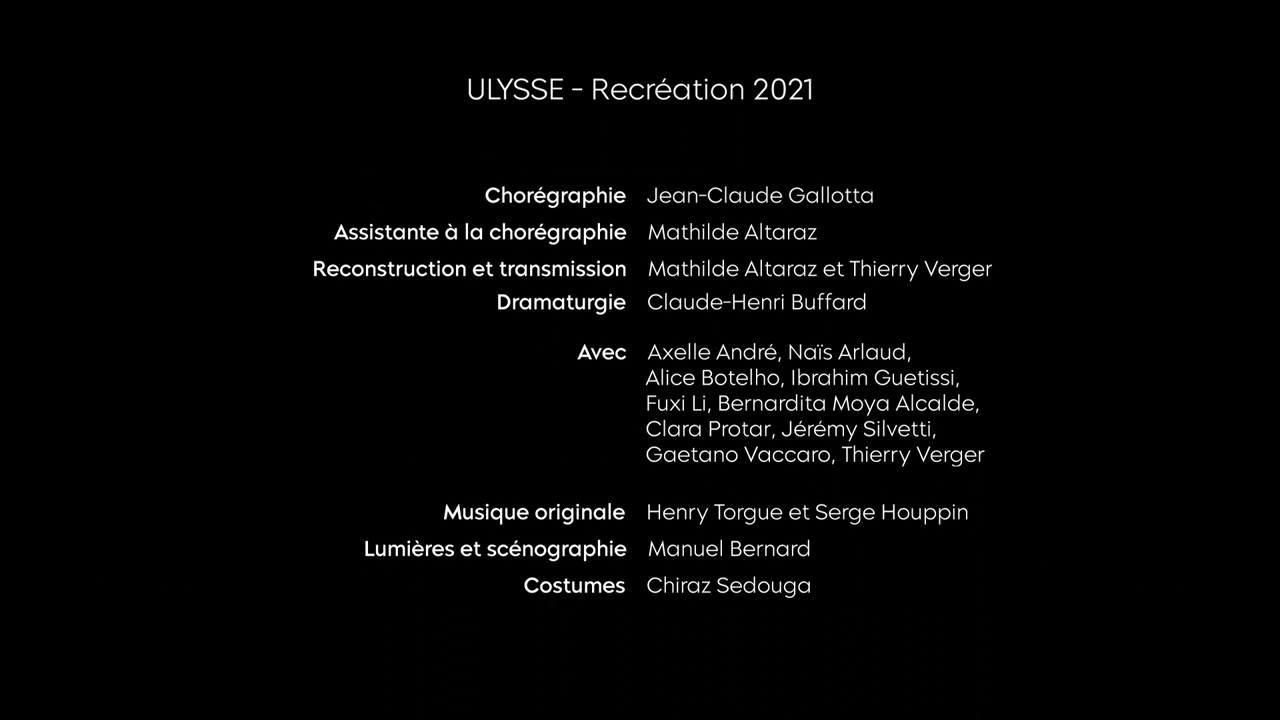 ULYSSE - Recréation 2021
Chorégraphie Jean-Claude Gallotta
Assistante à la chorégraphie Mathilde Altaraz
Reconstruction et transmission Mathilde Altaraz et Thierry Verger
Dramaturgie Claude-Henri Buffard
Avec Axelle André, Naïs Arlaud,
Alice Botelho, Ibrahim Guetissi,
Fuxi Li, Bernardita Moya Alcalde,
Clara Protar, Jérémy Silvetti,
Gaetano Vaccaro, Thierry Verger
Musique originale Henry Torgue et Serge Houppin
Lumières et scénographie Manuel Bernard
Costumes Chiraz Sedouga